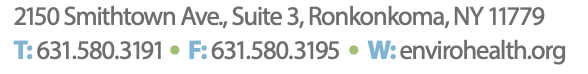 2150 Smithtown Ave., Suite 3, Ronkonkoma, NY 11779
T: 631.580.3191 • F: 631.580.3195 • W: envirohealth.org